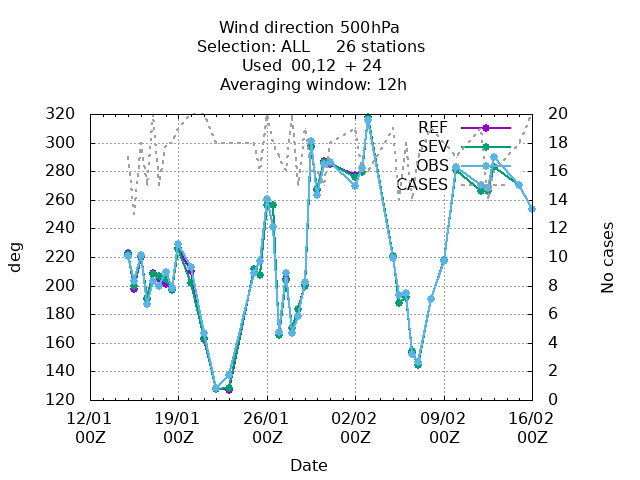 Wind direction 500hPa
Selection: ALL 26 stations
Used 00,12 + 24
Averaging window: 12h
320 20
300 REF 18
SEV
280 OBS 16
CASES
260 14
240 12
220 10
200 8
180 6
160 4
140 2
120 0
deg
No cases
12/01 19/01 26/01 02/02 09/02 16/02
00Z 00Z 00Z 00Z 00Z 00Z
Date